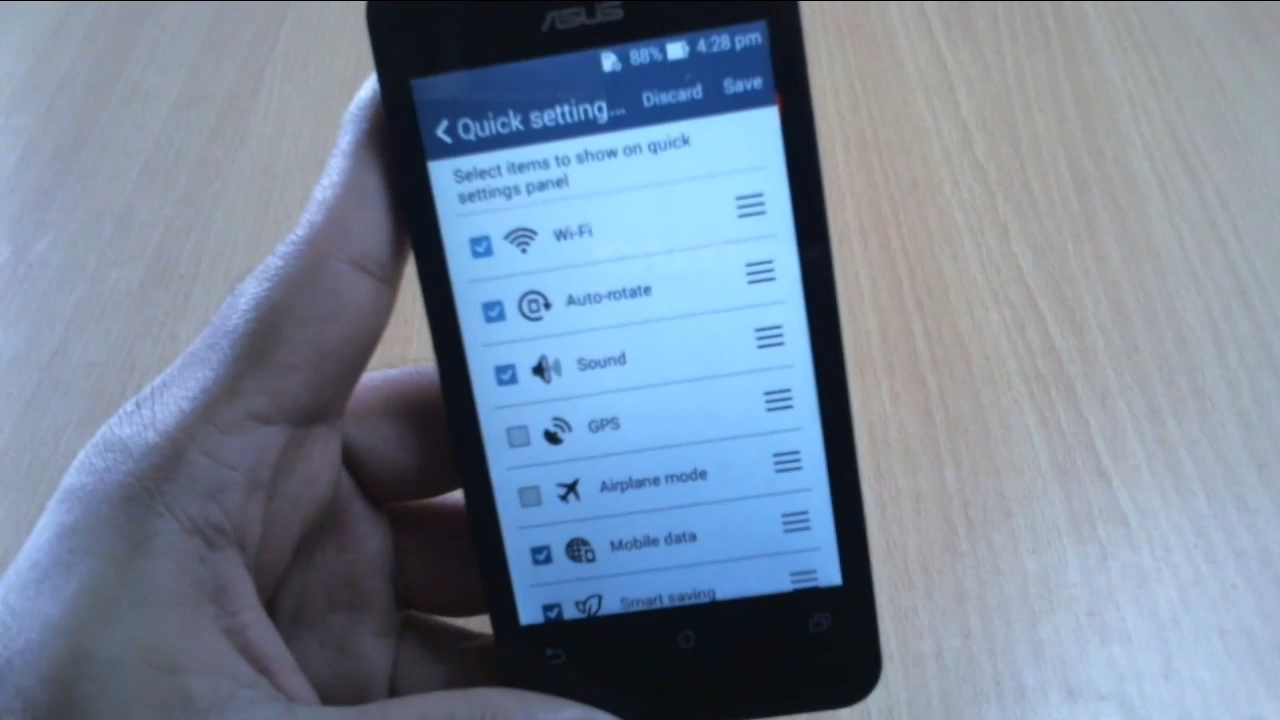 ASUS
88% 4:28 pm
Quick setting... Discard Save
Select items to show on quick
settings panel
Wi-Fi
Auto-rotate
Sound
GPS
Airplane mode
Mobile data
Smart saving